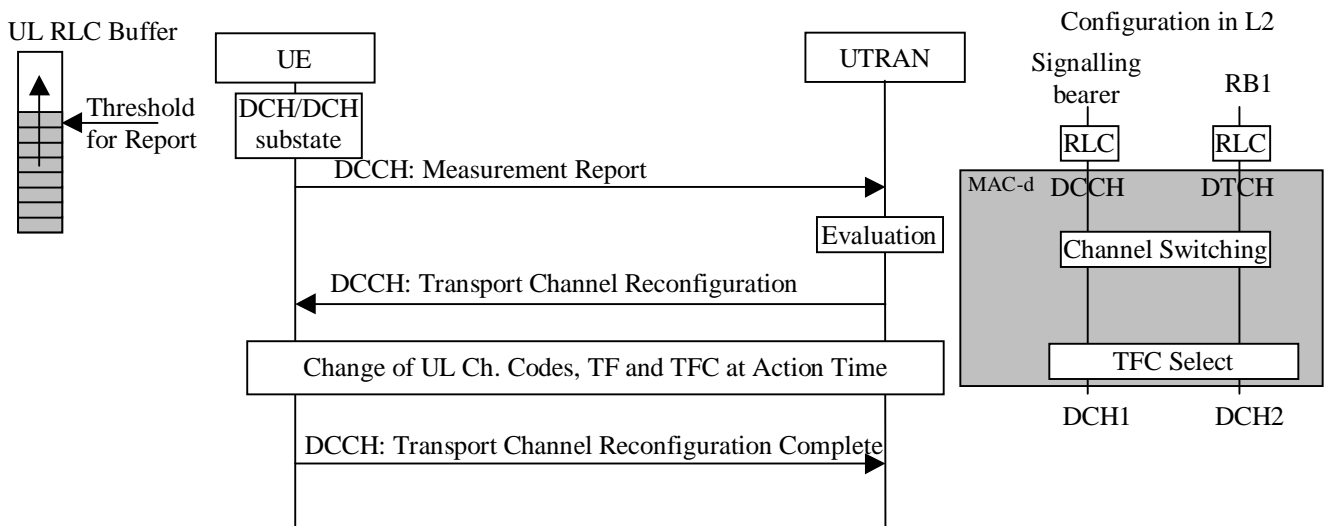 UL RLC Buffer
Threshold
for Report
UE
UTRAN
DCH/DCH
substate
DCCH: Measurement Report
Evaluation
DCCH: Transport Channel Reconfiguration
Change of UL Ch. Codes, TF and TFC at Action Time
DCCH: Transport Channel Reconfiguration Complete
Configuration in L2
Signalling
bearer
RB1
RLC
RLC
MAC-d
DCCH
DTCH
Channel Switching
TFC Select
DCH1
DCH2